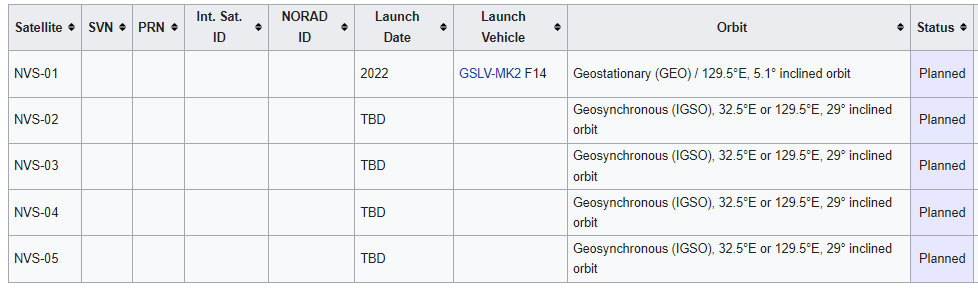 Satellite SVN PRN Int. Sat. ID NORAD ID Launch Date Launch Vehicle Orbit Status
NVS-01 2022 GSLV-MK2 F14 Geostationary (GEO) / 129.5°E, 5.1° inclined orbit Planned
NVS-02 TBD Geosynchronous (IGSO), 32.5°E or 129.5°E, 29° inclined orbit Planned
NVS-03 TBD Geosynchronous (IGSO), 32.5°E or 129.5°E, 29° inclined orbit Planned
NVS-04 TBD Geosynchronous (IGSO), 32.5°E or 129.5°E, 29° inclined orbit Planned
NVS-05 TBD Geosynchronous (IGSO), 32.5°E or 129.5°E, 29° inclined orbit Planned